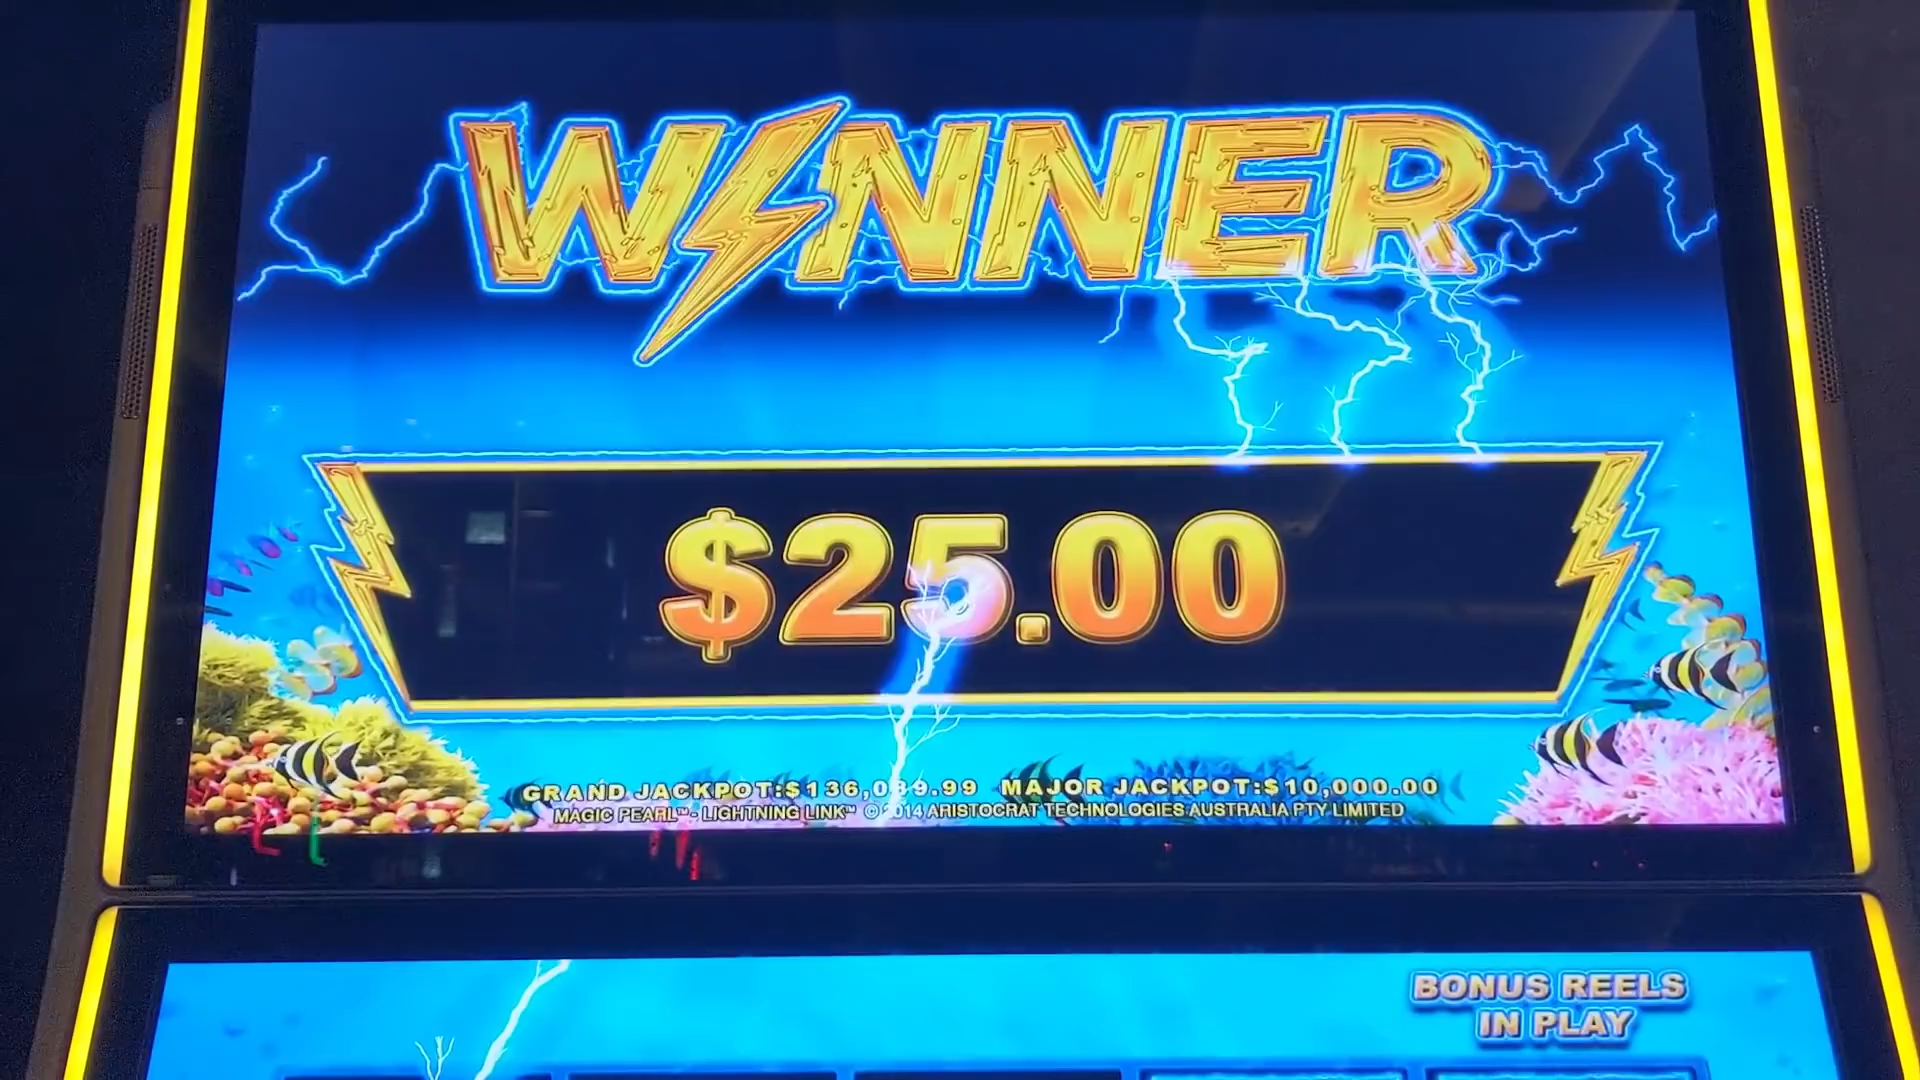 WINNER
$25.00
GRAND JACKPOT:$136,089.99 MAJOR JACKPOT:$10,000.00
MAGIC PEARL™ - LIGHTNING LINK™ ©2014 ARISTOCRAT TECHNOLOGIES AUSTRALIA PTY LIMITED
BONUS REELS
IN PLAY